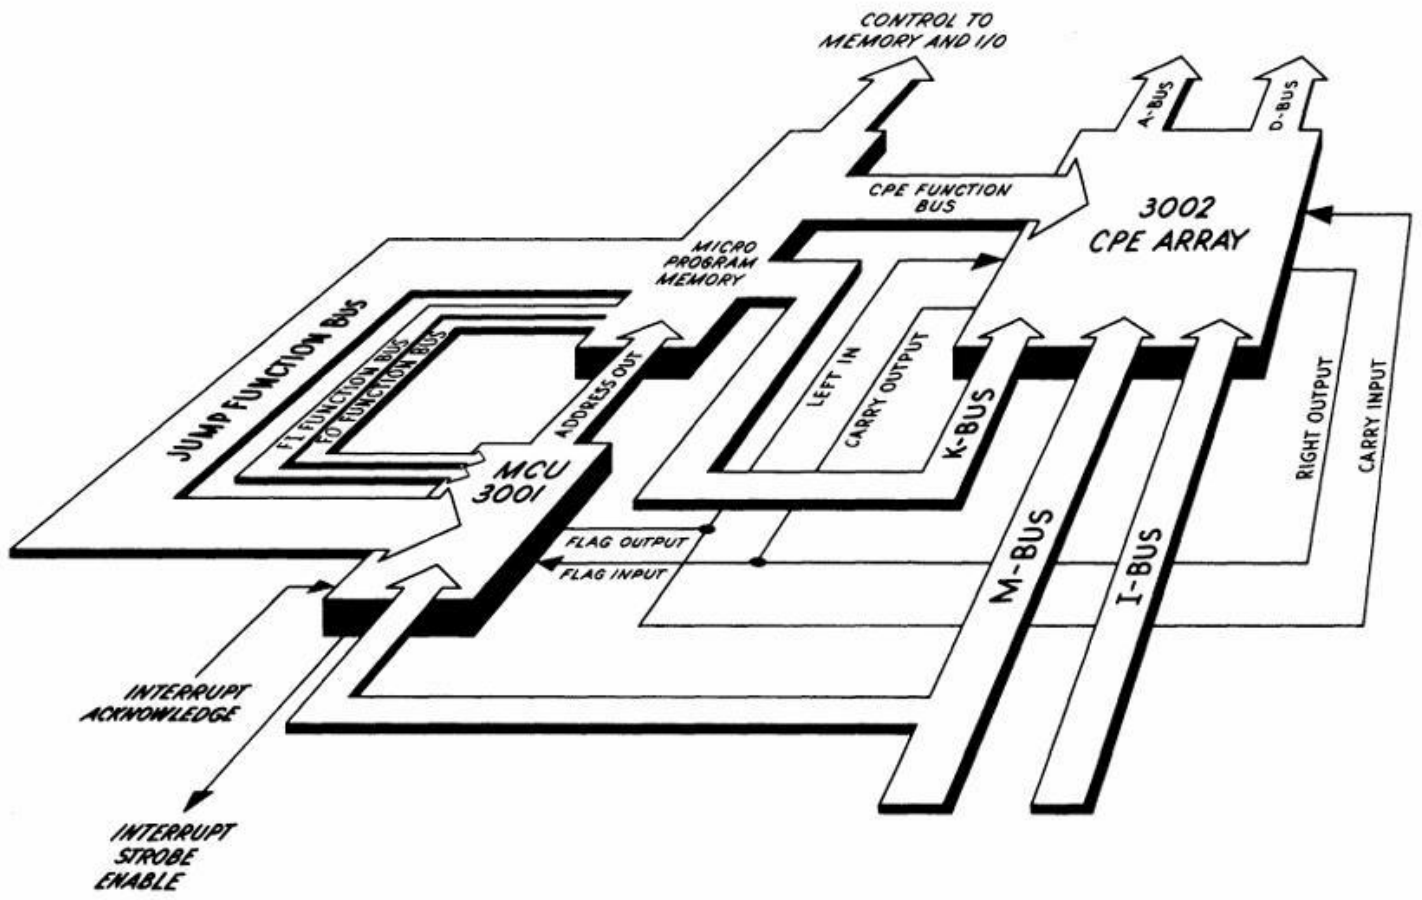 CONTROL TO
MEMORY AND I/O
A-BUS
D-BUS
CPE FUNCTION
BUS
3002
CPE ARRAY
MICRO
PROGRAM
MEMORY
JUMP FUNCTION BUS
FI FUNCTION BUS
FO FUNCTION BUS
ADDRESS OUT
LEFT IN
CARRY OUTPUT
K-BUS
RIGHT OUTPUT
CARRY INPUT
MCU
3001
FLAG OUTPUT
FLAG INPUT
M-BUS
I-BUS
INTERRUPT
ACKNOWLEDGE
INTERRUPT
STROBE
ENABLE